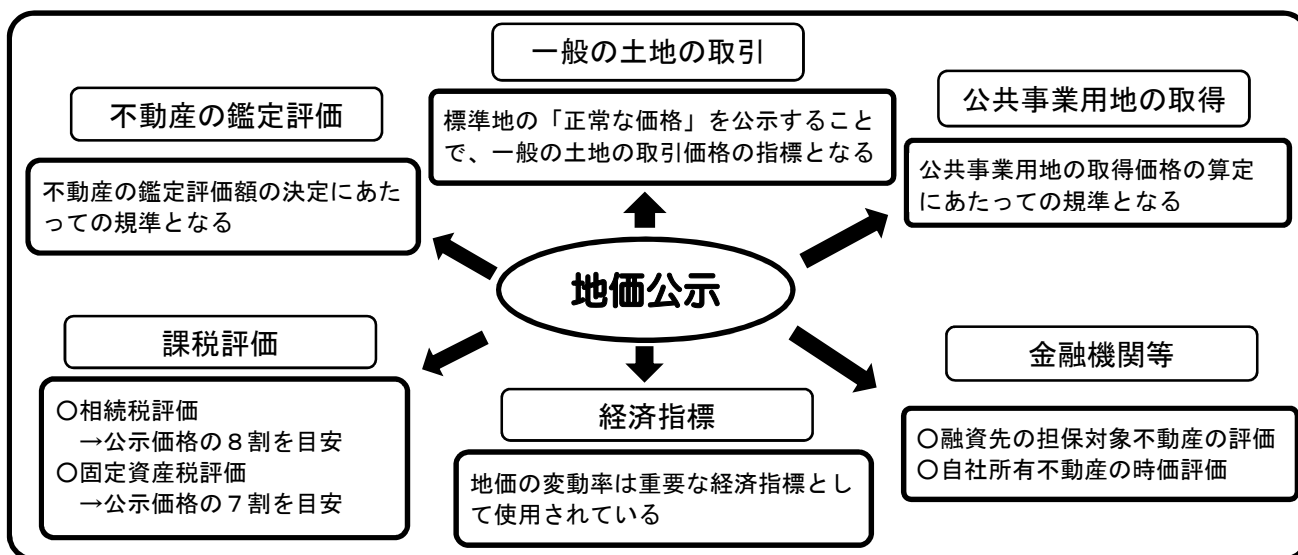 一般の土地の取引
標準地の「正常な価格」を公示すること
で、一般の土地の取引価格の指標となる
不動産の鑑定評価
不動産の鑑定評価額の決定にあた
っての規準となる
公共事業用地の取得
公共事業用地の取得価格の算定
にあたっての規準となる
地価公示
課税評価
○相続税評価
→公示価格の８割を目安
○固定資産税評価
→公示価格の７割を目安
経済指標
地価の変動率は重要な経済指標とし
て使用されている
金融機関等
○融資先の担保対象不動産の評価
○自社所有不動産の時価評価